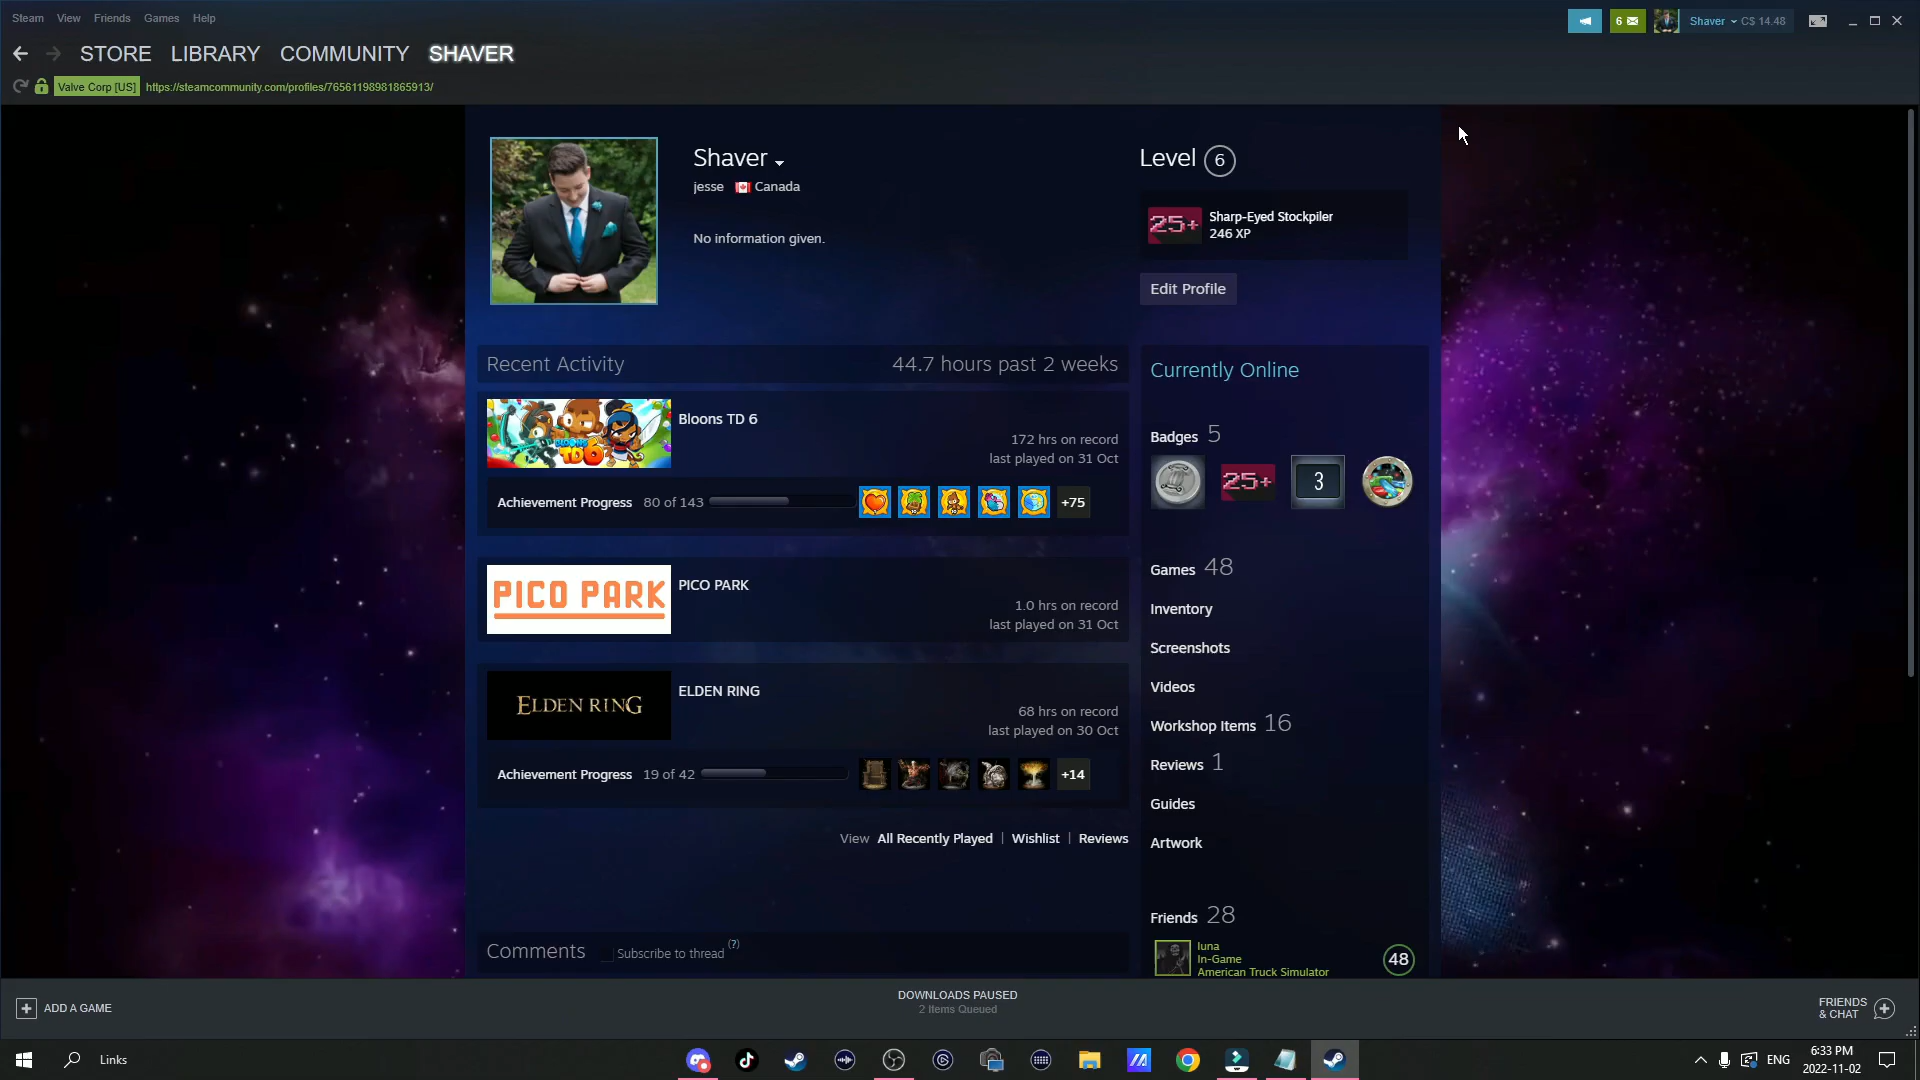 Steam View Friends Games Help
6 Shaver C$ 14.48
STORE LIBRARY COMMUNITY SHAVER
Valve Corp [US] https://steamcommunity.com/profiles/76561198981865913/
Shaver
jesse Canada
No information given.
Level 6
25+ Sharp-Eyed Stockpiler
246 XP
Edit Profile
Recent Activity 44.7 hours past 2 weeks
BLOONS TD6
Bloons TD 6
172 hrs on record
last played on 31 Oct
Achievement Progress 80 of 143 +75
PICO PARK
PICO PARK
1.0 hrs on record
last played on 31 Oct
ELDEN RING
ELDEN RING
68 hrs on record
last played on 30 Oct
Achievement Progress 19 of 42 +14
View All Recently Played | Wishlist | Reviews
Comments Subscribe to thread (?)
Currently Online
Badges 5
25+ 3
Games 48
Inventory
Screenshots
Videos
Workshop Items 16
Reviews 1
Guides
Artwork
Friends 28
luna
In-Game
American Truck Simulator
48
ADD A GAME
DOWNLOADS PAUSED
2 Items Queued
FRIENDS
& CHAT
Links
ENG
6:33 PM
2022-11-02